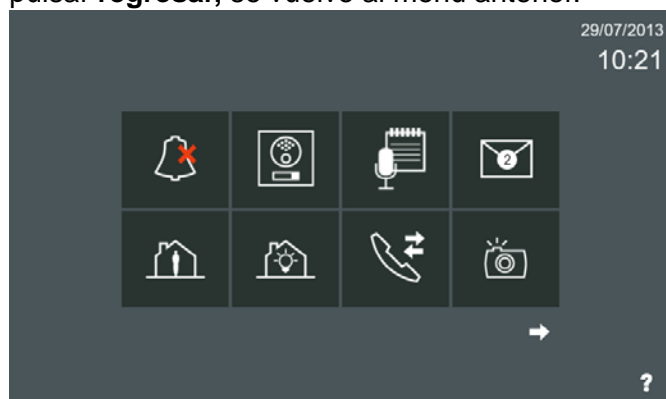 pulsar regresar, se vuelve al menú anterior.
29/07/2013
10:21
2
?